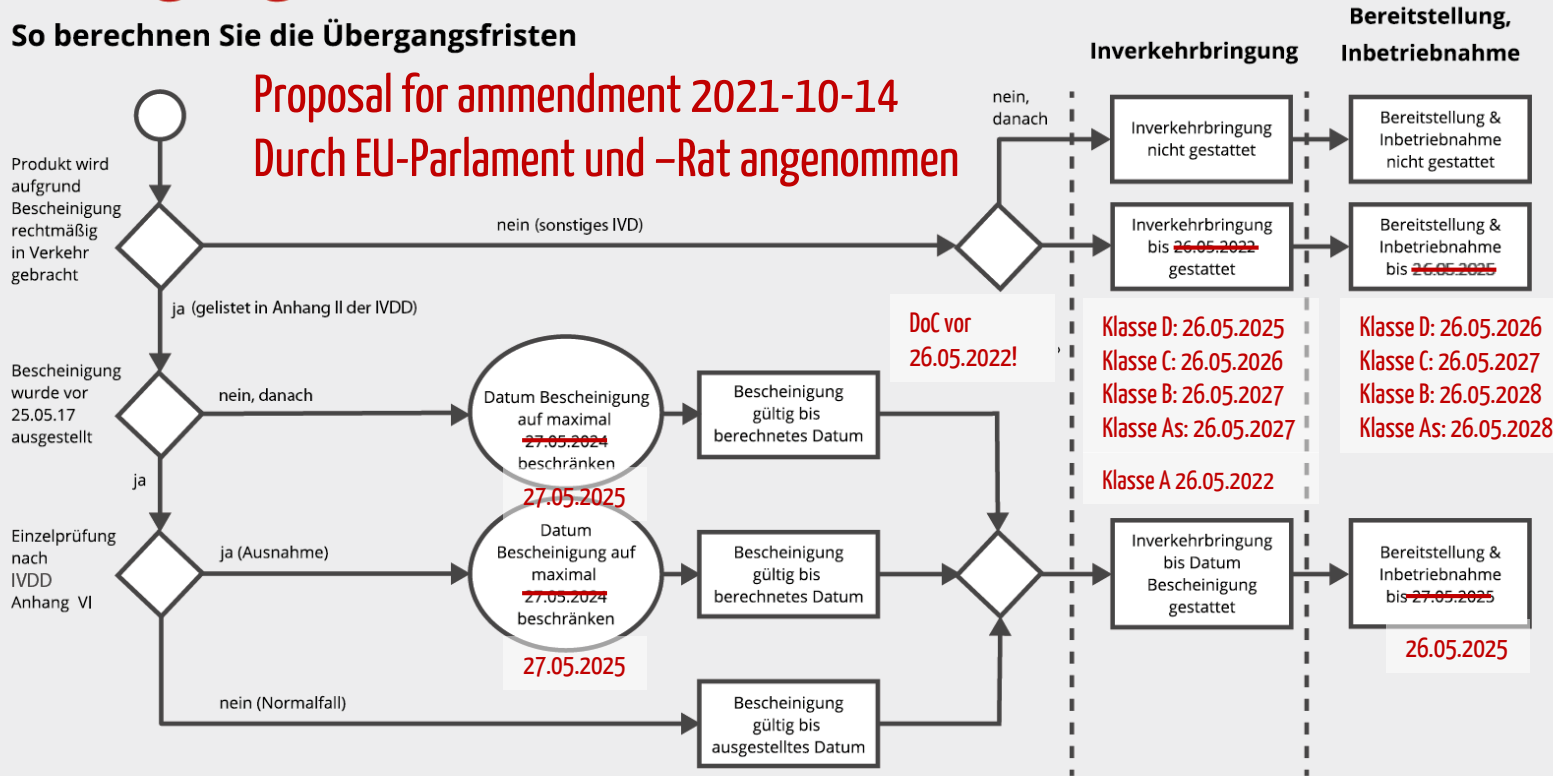 So berechnen Sie die Übergangsfristen
Bereitstellung,
Inbetriebnahme
Inverkehrbringung
Proposal for ammendment 2021-10-14
Durch EU-Parlament und –Rat angenommen
Produkt wird
aufgrund
Bescheinigung
rechtmäßig
in Verkehr
gebracht
nein (sonstiges IVD)
nein,
danach
Inverkehrbringung
nicht gestattet
Bereitstellung &
Inbetriebnahme
nicht gestattet
Inverkehrbringung
bis 26.05.2022
gestattet
Bereitstellung &
Inbetriebnahme
bis 26.05.2025
ja (gelistet in Anhang II der IVDD)
DoC vor
26.05.2022!
?
Klasse D: 26.05.2025
Klasse C: 26.05.2026
Klasse B: 26.05.2027
Klasse As: 26.05.2027
Klasse A 26.05.2022
Klasse D: 26.05.2026
Klasse C: 26.05.2027
Klasse B: 26.05.2028
Klasse As: 26.05.2028
Bescheinigung
wurde vor
25.05.17
ausgestellt
nein, danach
Datum Bescheinigung
auf maximal
27.05.2024
beschränken
27.05.2025
Bescheinigung
gültig bis
berechnetes Datum
ja
Einzelprüfung
nach
IVDD
Anhang VI
ja (Ausnahme)
Datum
Bescheinigung auf
maximal
27.05.2024
beschränken
27.05.2025
Bescheinigung
gültig bis
berechnetes Datum
Inverkehrbringung
bis Datum
Bescheinigung
gestattet
Bereitstellung &
Inbetriebnahme
bis 27.05.2025
26.05.2025
nein (Normalfall)
Bescheinigung
gültig bis
ausgestelltes Datum